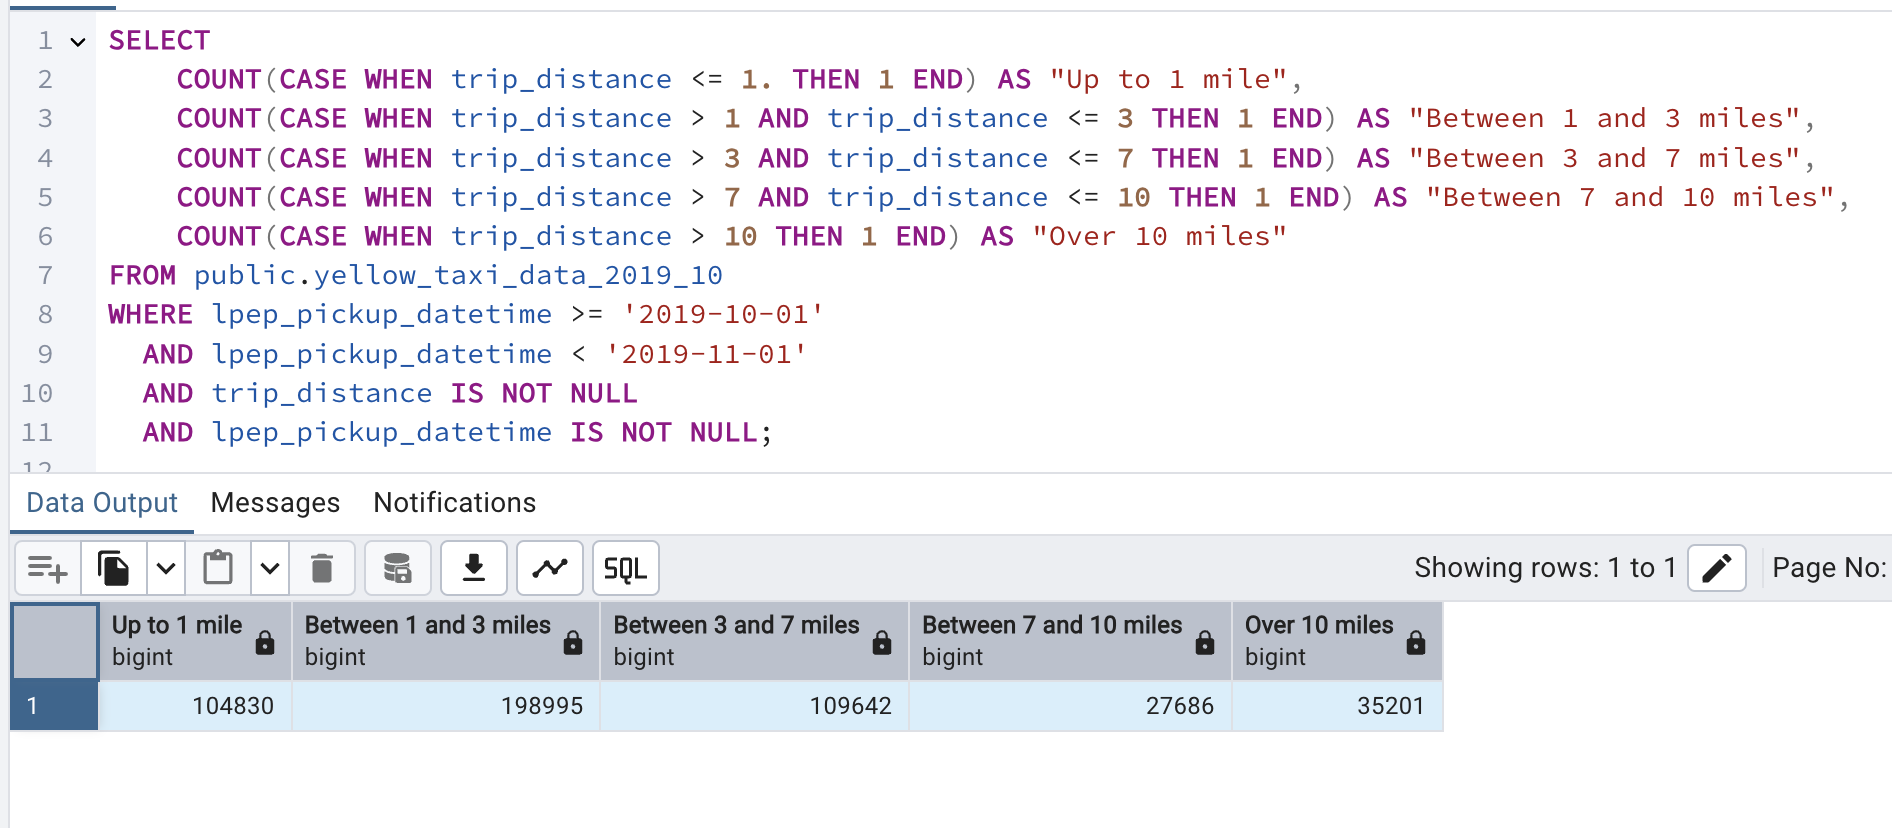 1 SELECT
2 COUNT(CASE WHEN trip_distance <= 1. THEN 1 END) AS "Up to 1 mile",
3 COUNT(CASE WHEN trip_distance > 1 AND trip_distance <= 3 THEN 1 END) AS "Between 1 and 3 miles",
4 COUNT(CASE WHEN trip_distance > 3 AND trip_distance <= 7 THEN 1 END) AS "Between 3 and 7 miles",
5 COUNT(CASE WHEN trip_distance > 7 AND trip_distance <= 10 THEN 1 END) AS "Between 7 and 10 miles",
6 COUNT(CASE WHEN trip_distance > 10 THEN 1 END) AS "Over 10 miles"
7 FROM public.yellow_taxi_data_2019_10
8 WHERE lpep_pickup_datetime >= '2019-10-01'
9 AND lpep_pickup_datetime < '2019-11-01'
10 AND trip_distance IS NOT NULL
11 AND lpep_pickup_datetime IS NOT NULL;
12
Data Output Messages Notifications
SQL Showing rows: 1 to 1 Page No:
Up to 1 mile Between 1 and 3 miles Between 3 and 7 miles Between 7 and 10 miles Over 10 miles
bigint bigint bigint bigint bigint
1 104830 198995 109642 27686 35201